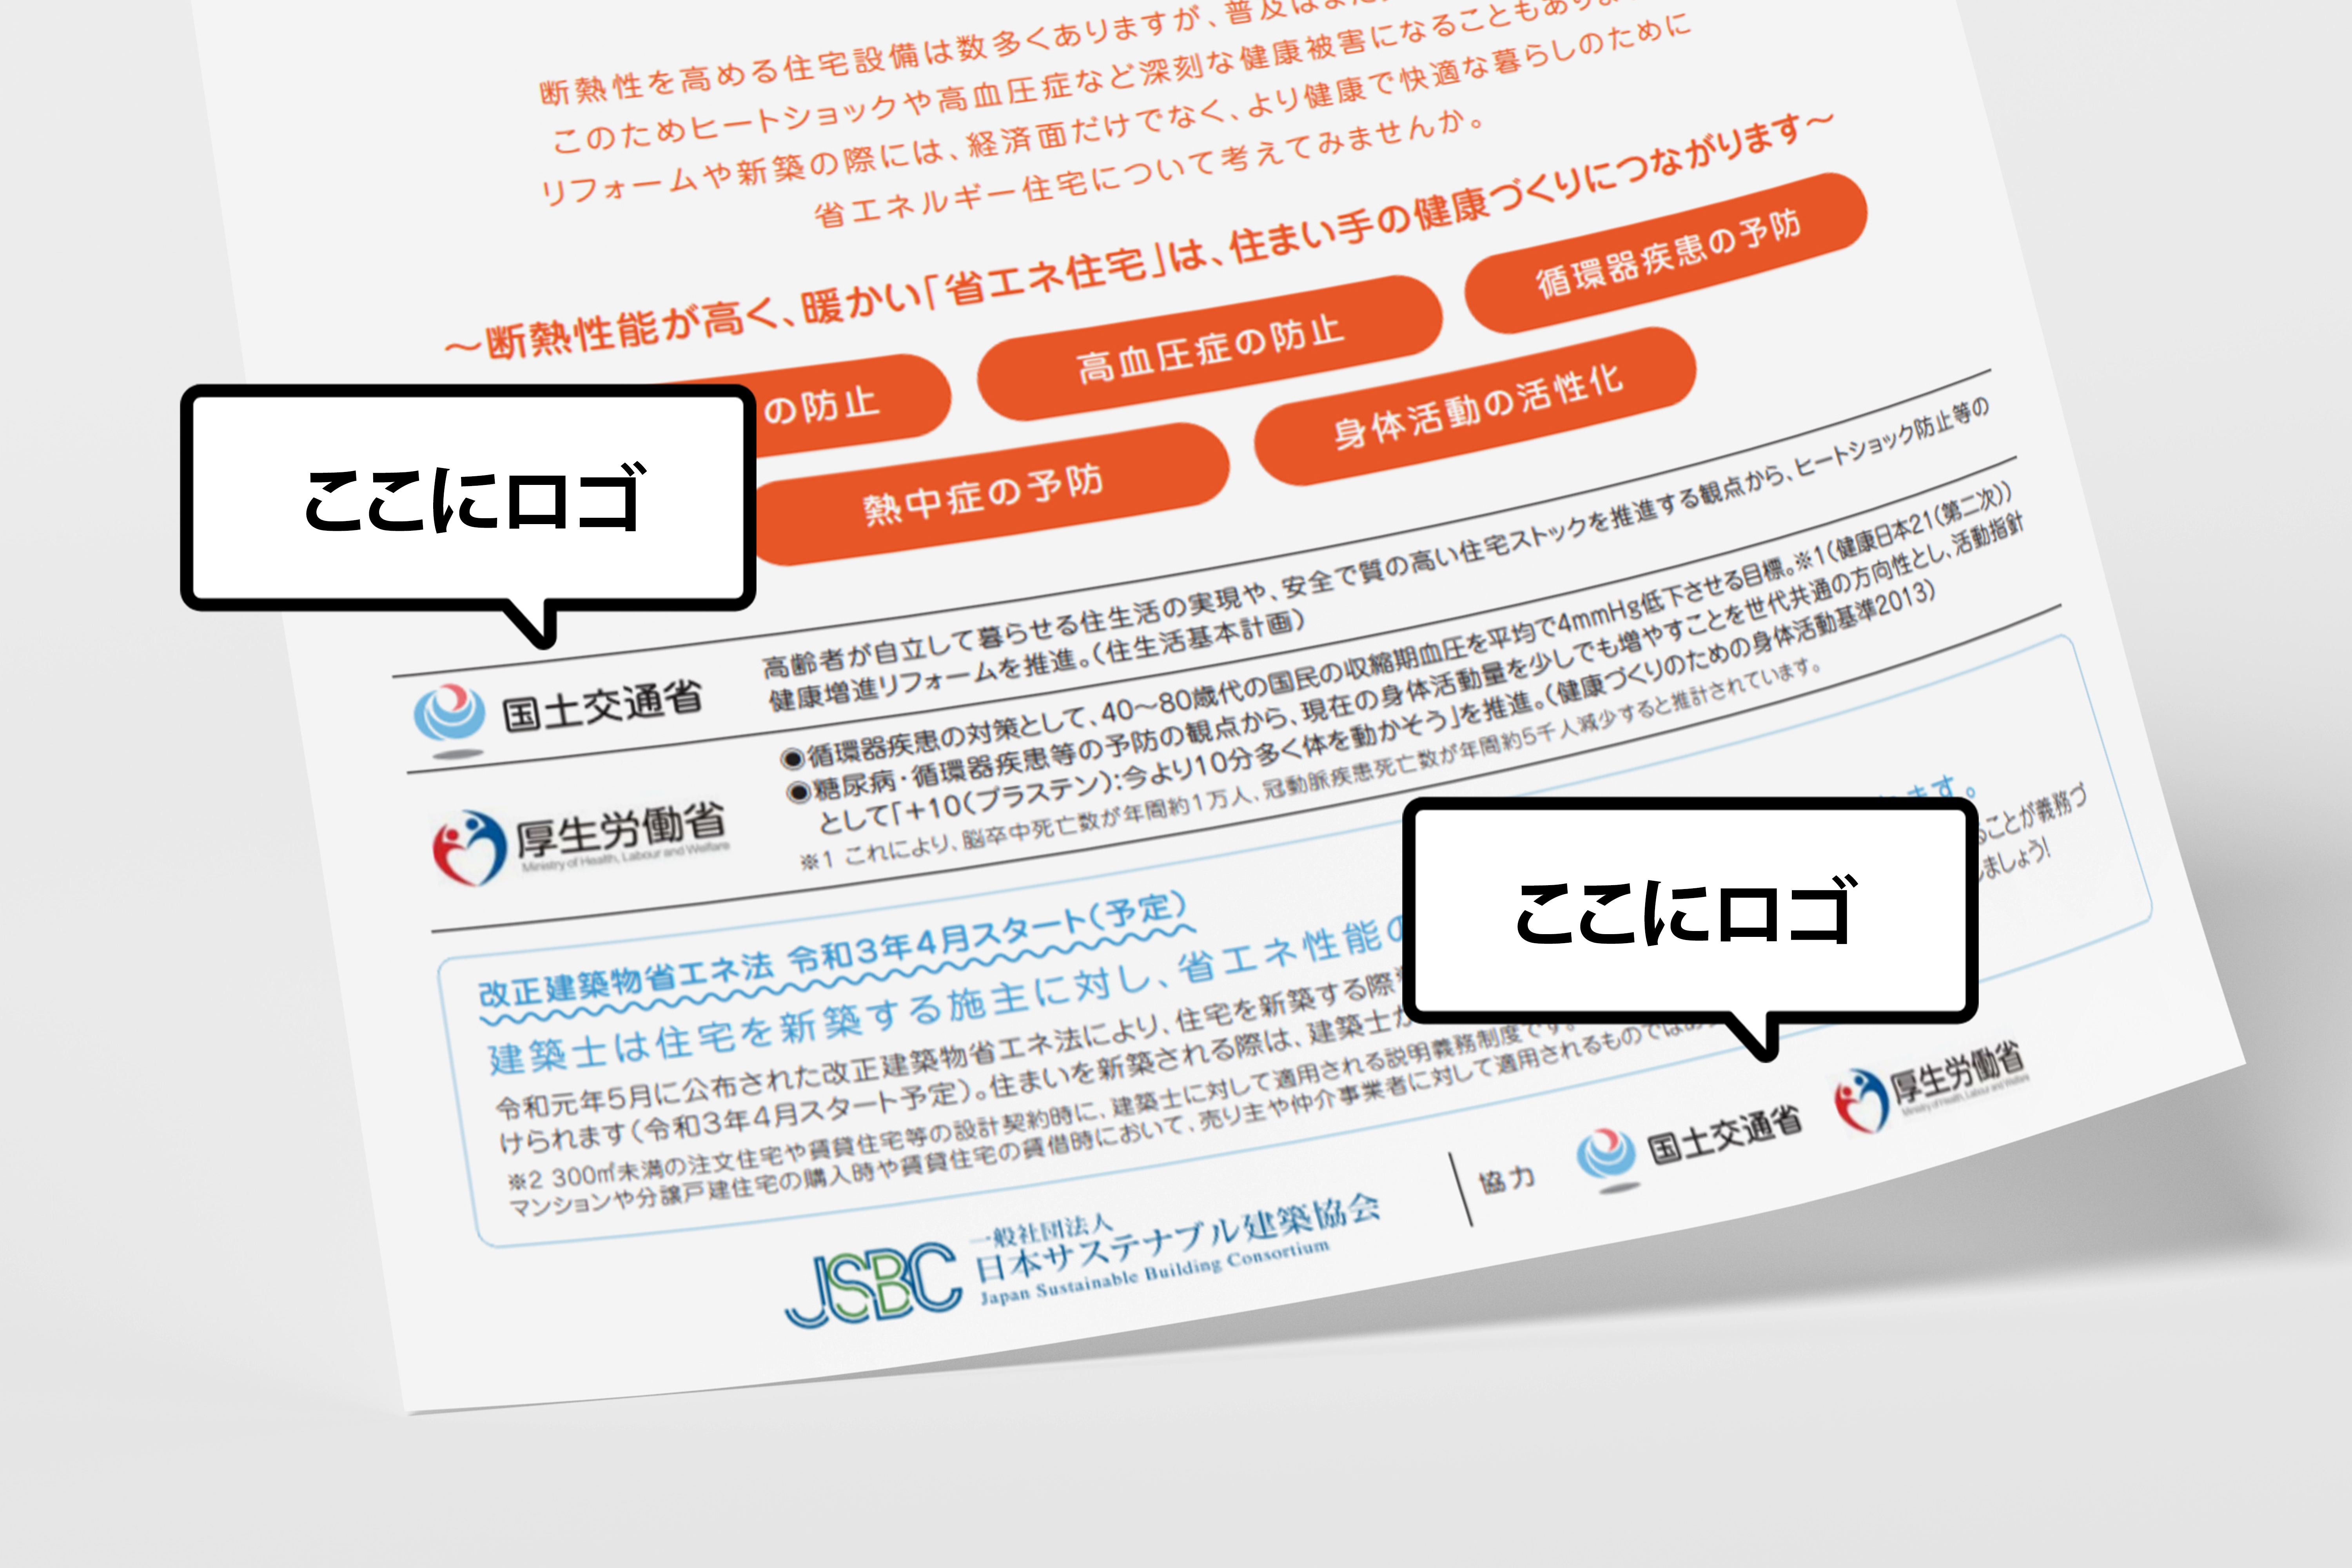 断熱性を高める住宅設備は数多くありますが、普及はまだ
このためヒートショックや高血圧症など深刻な健康被害になることもあり
リフォームや新築の際には、経済面だけでなく、より健康で快適な暮らしのために
省エネルギー住宅について考えてみませんか。
～断熱性能が高く、暖かい「省エネ住宅」は、住まい手の健康づくりにつながります～
の防止
高血圧症の防止
循環器疾患の予防
熱中症の予防
身体活動の活性化
ここにロゴ
国土交通省
高齢者が自立して暮らせる住生活の実現や、安全で質の高い住宅ストックを推進する観点から、ヒートショック防止等の
健康増進リフォームを推進。(住生活基本計画)
厚生労働省
Ministry of Health, Labour and Welfare
◉循環器疾患の対策として、40～80歳代の国民の収縮期血圧を平均で4mmHg低下させる目標。※1(健康日本21(第二次))
◉糖尿病・循環器疾患等の予防の観点から、現在の身体活動量を少しでも増やすことを世代共通の方向性とし、活動指針
として「+10(プラステン):今より10分多く体を動かそう」を推進。(健康づくりのための身体活動基準2013)
※1 これにより、脳卒中死亡数が年間約1万人、冠動脈疾患死亡数が年間約5千人減少すると推計されています。
改正建築物省エネ法 令和3年4月スタート(予定)
建築士は住宅を新築する施主に対し、省エネ性能の
ます。
令和元年5月に公布された改正建築物省エネ法により、住宅を新築する際
ることが義務づ
けられます(令和3年4月スタート予定)。住まいを新築される際は、建築士か
しましょう!
※2 300㎡未満の注文住宅や賃貸住宅等の設計契約時に、建築士に対して適用される説明義務制度です。
マンションや分譲戸建住宅の購入時や賃貸住宅の賃借時において、売り主や仲介事業者に対して適用されるものではあ
ここにロゴ
JSBC
一般社団法人
日本サステナブル建築協会
Japan Sustainable Building Consortium
協力
国土交通省
厚生労働省
Ministry of Health, Labour and Welfare